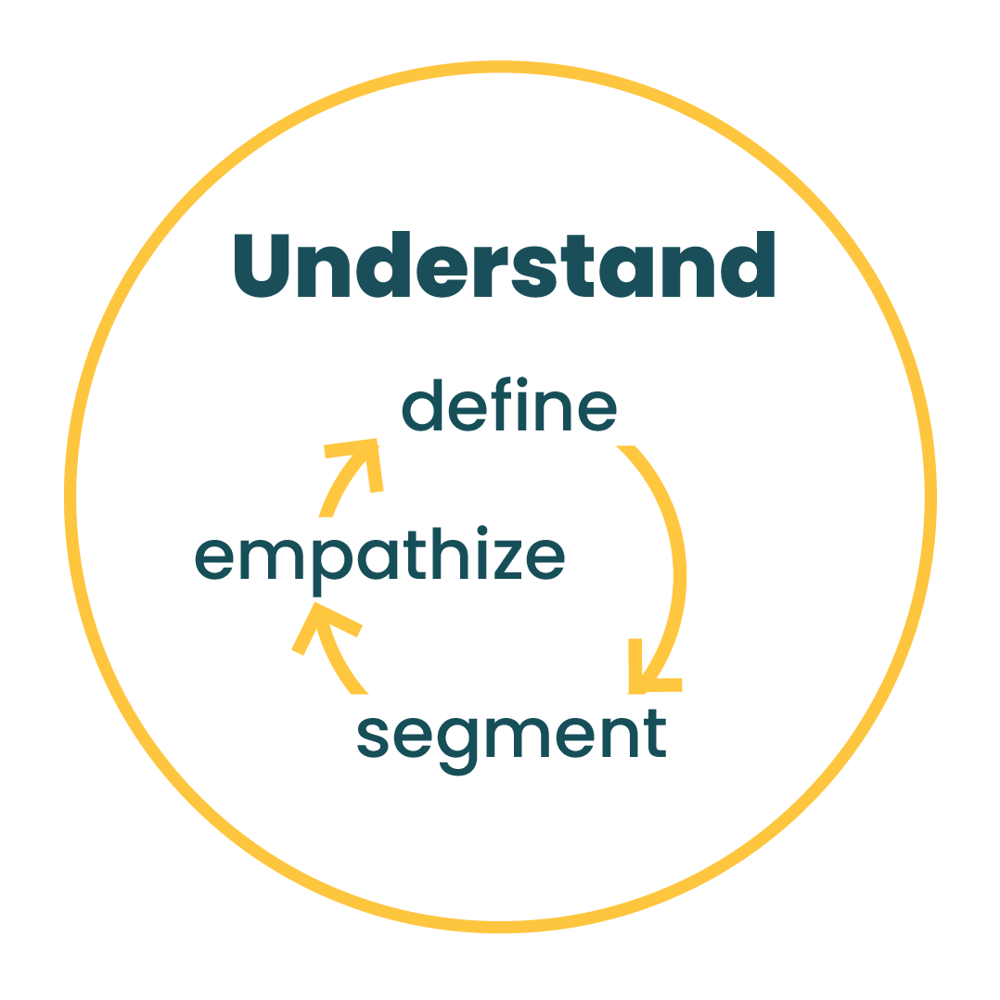 Understand
define
empathize
segment